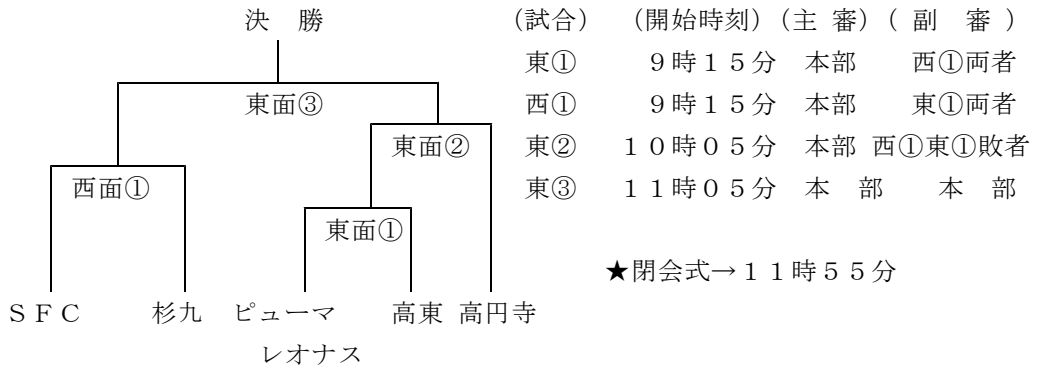 決　勝　（試合）　（開始時刻）（主　審）（ 副　審 ）
東①　９時１５分　本部　西①両者
東面③　西①　９時１５分　本部　東①両者
東面②　東②　１０時０５分　本部　西①東①敗者
西面①　東③　１１時０５分　本　部　本　部
東面①
★閉会式→１１時５５分
ＳＦＣ　杉九　ピューマ　高東　高円寺
レオナス